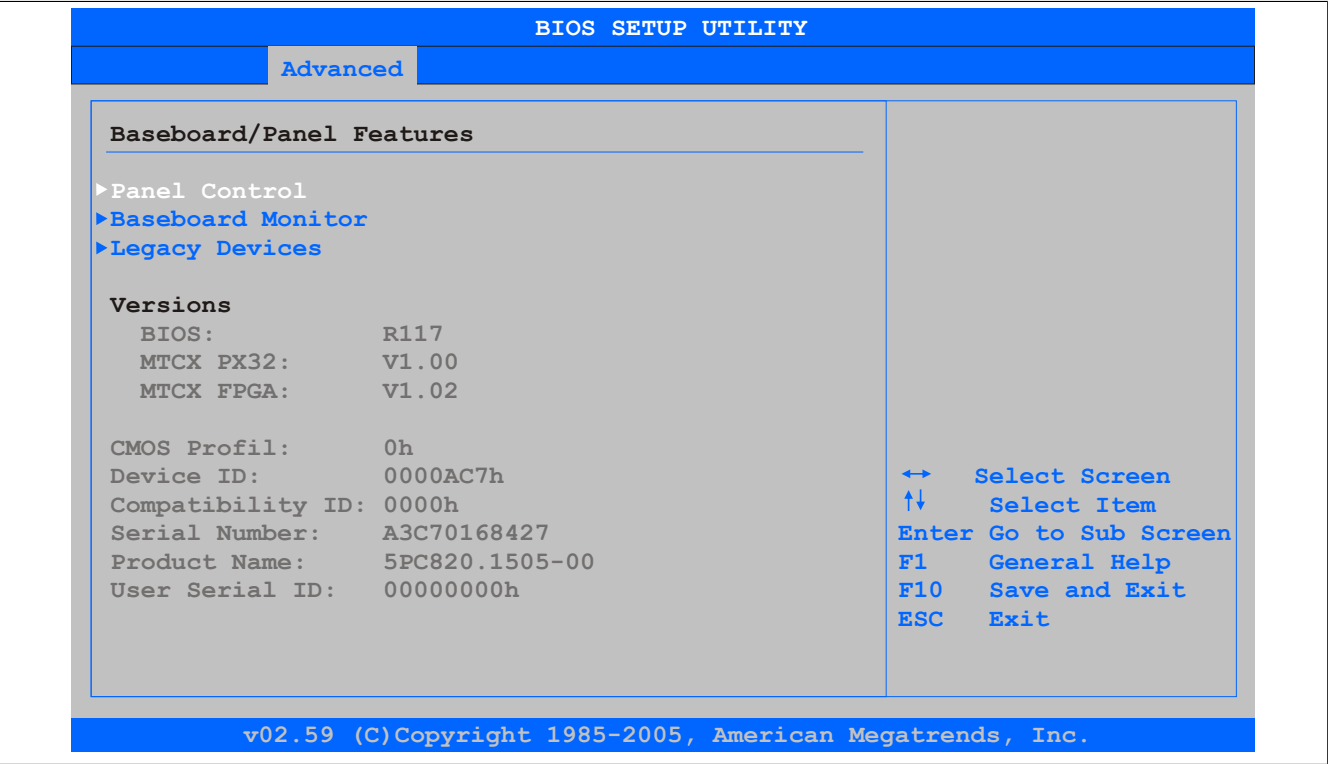 BIOS SETUP UTILITY
Advanced
Baseboard/Panel Features
Panel Control
Baseboard Monitor
Legacy Devices
Versions
BIOS: R117
MTCX PX32: V1.00
MTCX FPGA: V1.02
CMOS Profil: 0h
Device ID: 0000AC7h
Compatibility ID: 0000h
Serial Number: A3C70168427
Product Name: 5PC820.1505-00
User Serial ID: 00000000h
↔ Select Screen
↑↓ Select Item
Enter Go to Sub Screen
F1 General Help
F10 Save and Exit
ESC Exit
v02.59 (C)Copyright 1985-2005, American Megatrends, Inc.